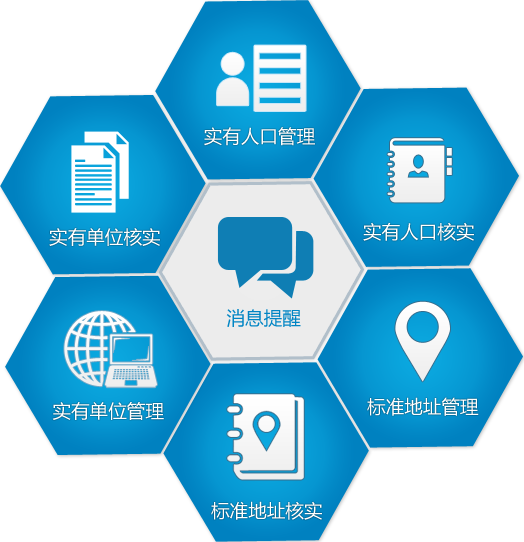 实有人口管理
实有单位核实
实有人口核实
消息提醒
实有单位管理
标准地址管理
标准地址核实